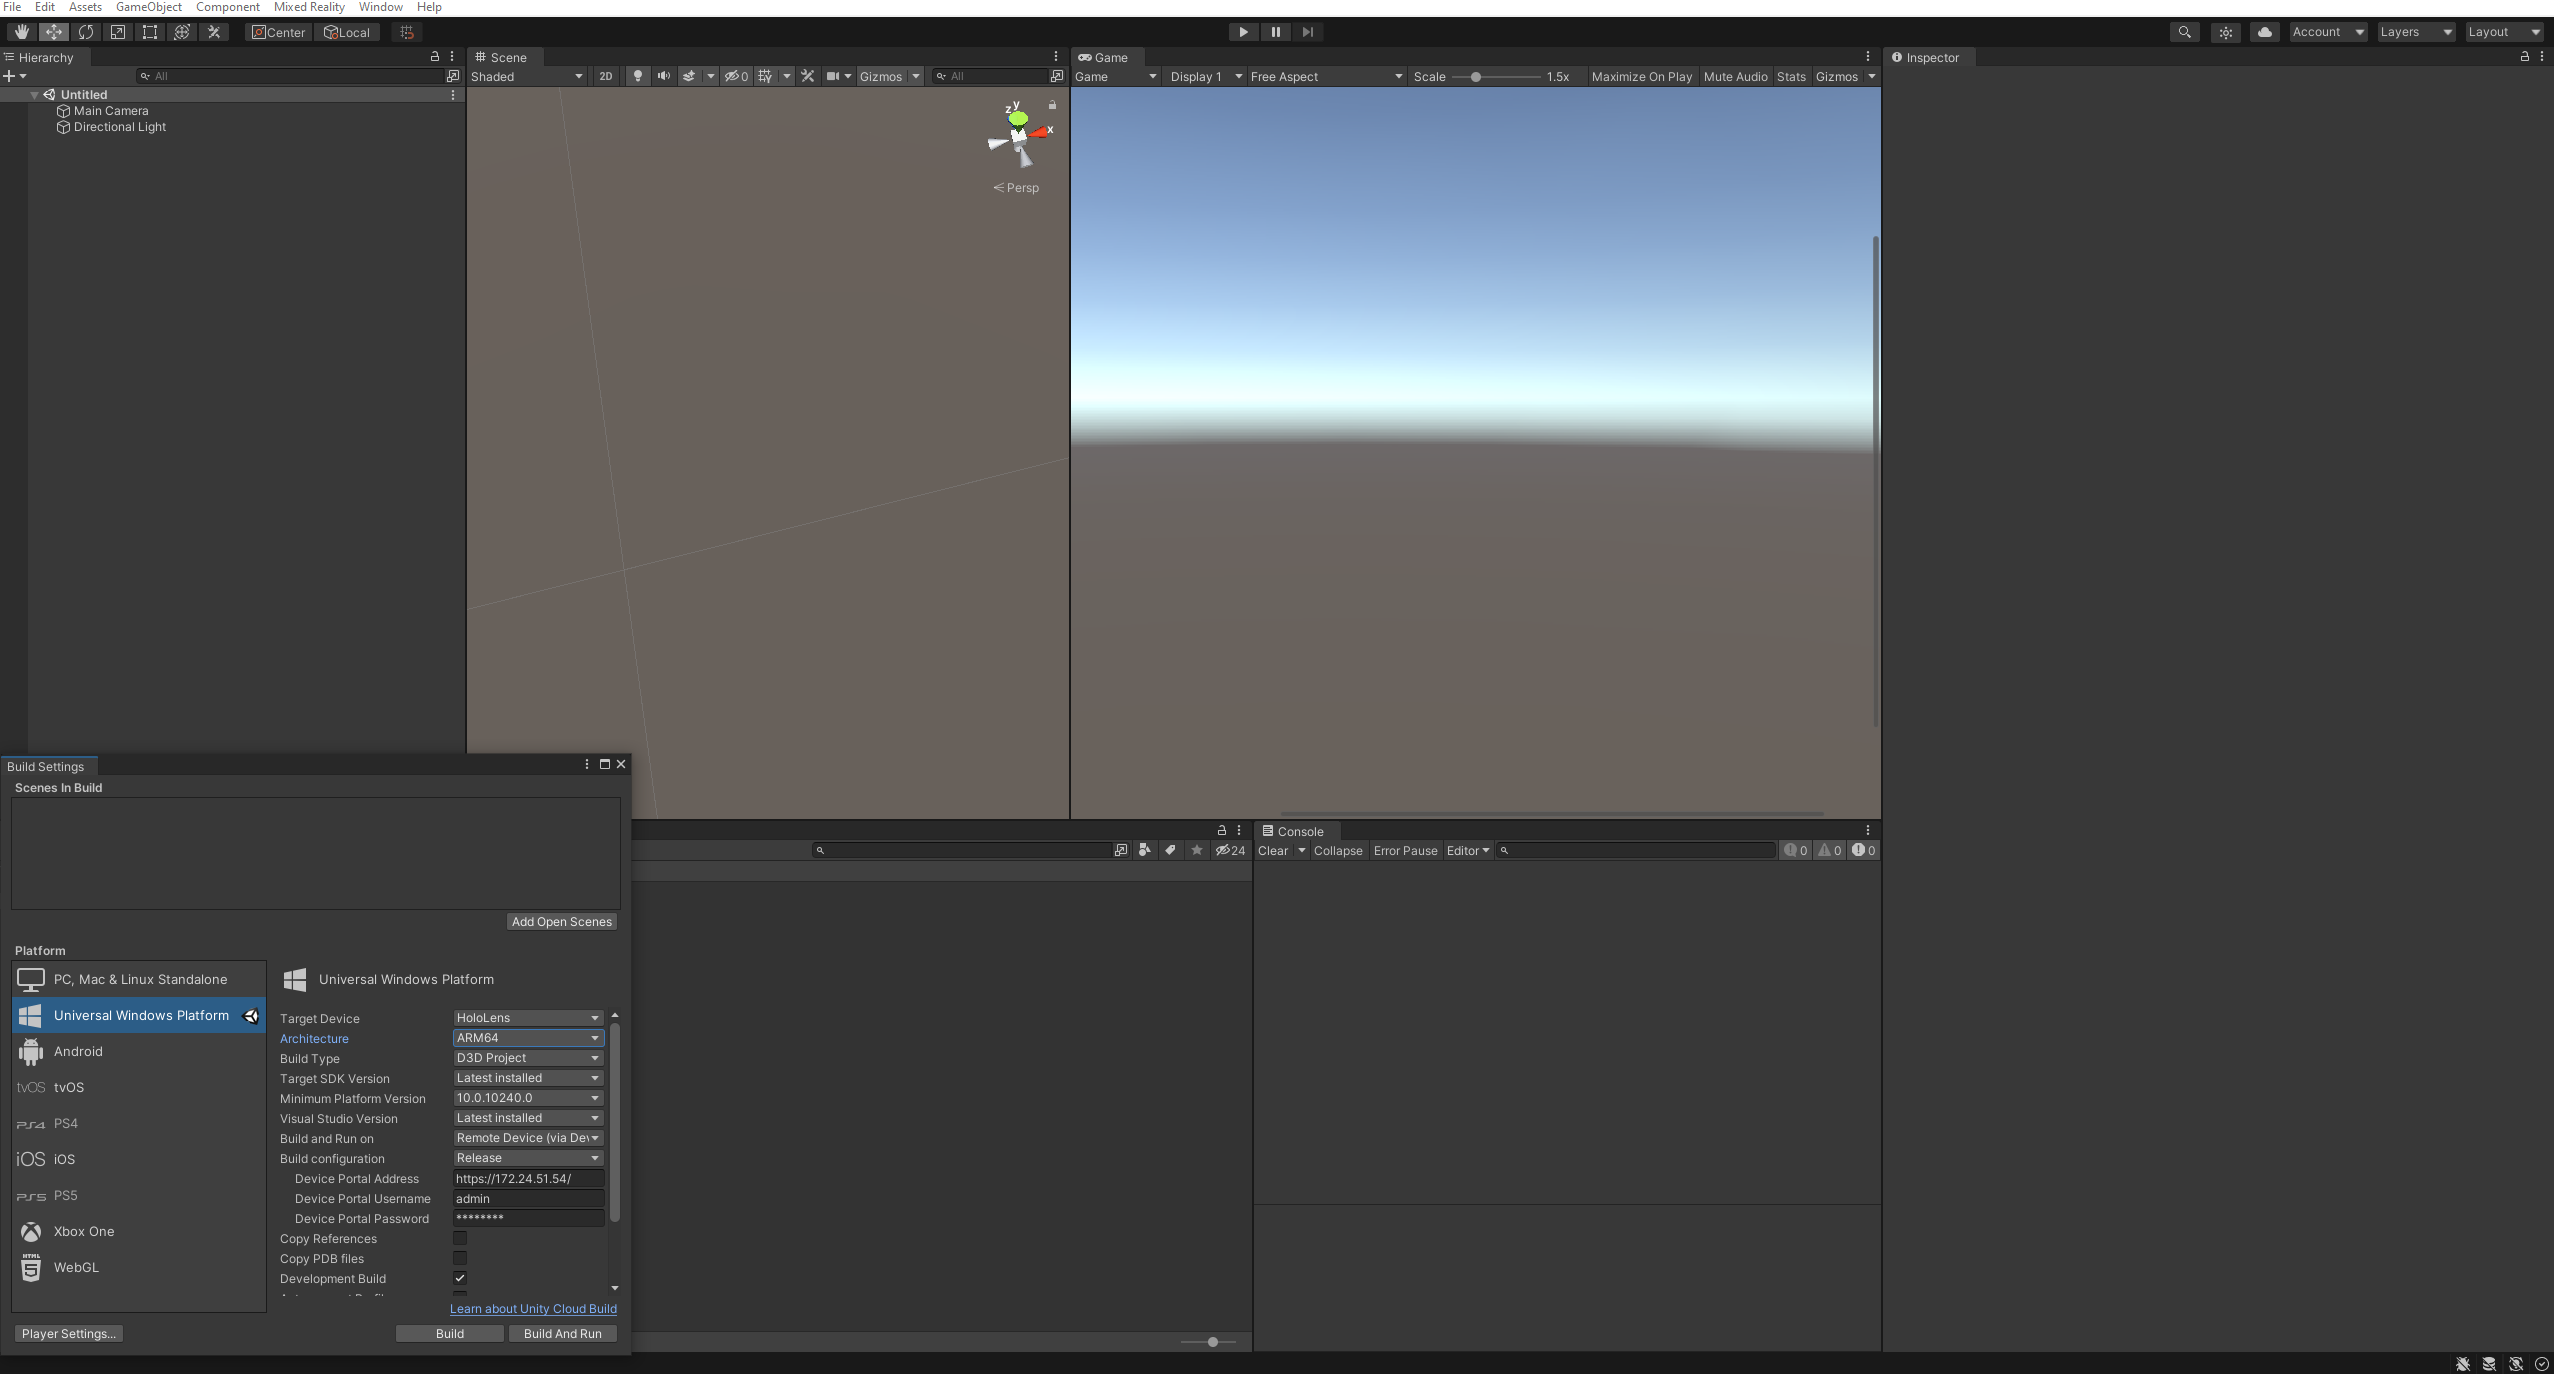 File Edit Assets GameObject Component Mixed Reality Window Help
Center Local
Account Layers Layout
Hierarchy
All
Untitled
Main Camera
Directional Light
Scene
Shaded 2D 0 Gizmos All
y
z
x
Persp
Game
Game Display 1 Free Aspect Scale 1.5x Maximize On Play Mute Audio Stats Gizmos
Inspector
Build Settings
Scenes In Build
Add Open Scenes
Platform
PC, Mac & Linux Standalone
Universal Windows Platform
Android
tvOS tvOS
PS4 PS4
iOS iOS
PS5 PS5
Xbox One
HTML
5 WebGL
Universal Windows Platform
Target Device HoloLens
Architecture ARM64
Build Type D3D Project
Target SDK Version Latest installed
Minimum Platform Version 10.0.10240.0
Visual Studio Version Latest installed
Build and Run on Remote Device (via De
Build configuration Release
Device Portal Address https://172.24.51.54/
Device Portal Username admin
Device Portal Password ********
Copy References
Copy PDB files
Development Build
Learn about Unity Cloud Build
Player Settings... Build Build And Run
24
Console
Clear Collapse Error Pause Editor 0 0 0